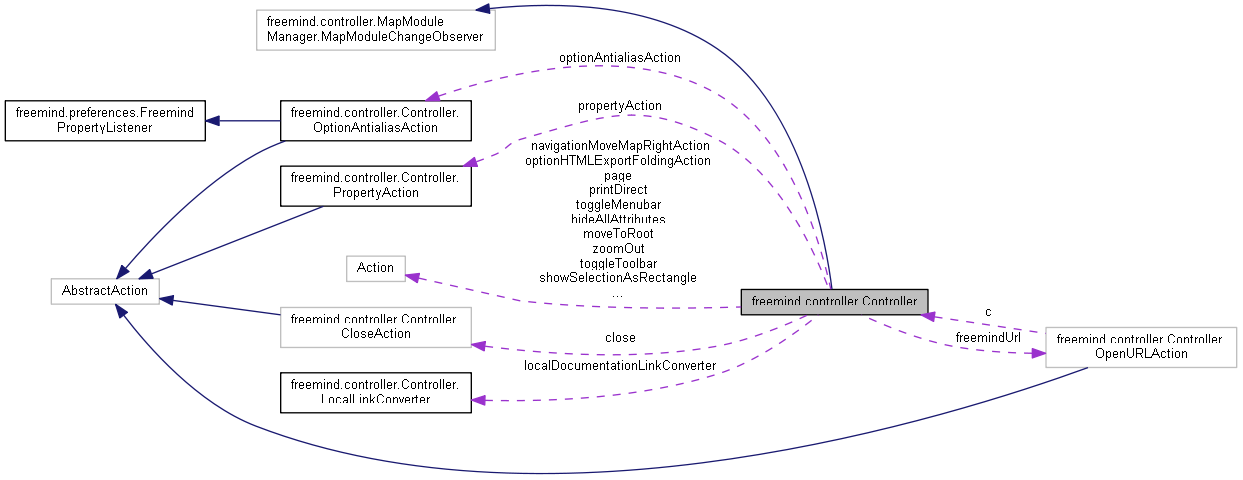 freemind.controller.MapModule
Manager.MapModuleChangeObserver
optionAntialiasAction
freemind.preferences.Freemind
PropertyListener
freemind.controller.Controller.
OptionAntialiasAction
propertyAction
freemind.controller.Controller.
PropertyAction
navigationMoveMapRightAction
optionHTMLExportFoldingAction
page
printDirect
toggleMenubar
hideAllAttributes
moveToRoot
zoomOut
toggleToolbar
showSelectionAsRectangle
...
Action
AbstractAction
freemind.controller.Controller
freemind.controller.Controller.
CloseAction
close
c
freemindUrl
freemind.controller.Controller.
OpenURLAction
localDocumentationLinkConverter
freemind.controller.Controller.
LocalLinkConverter